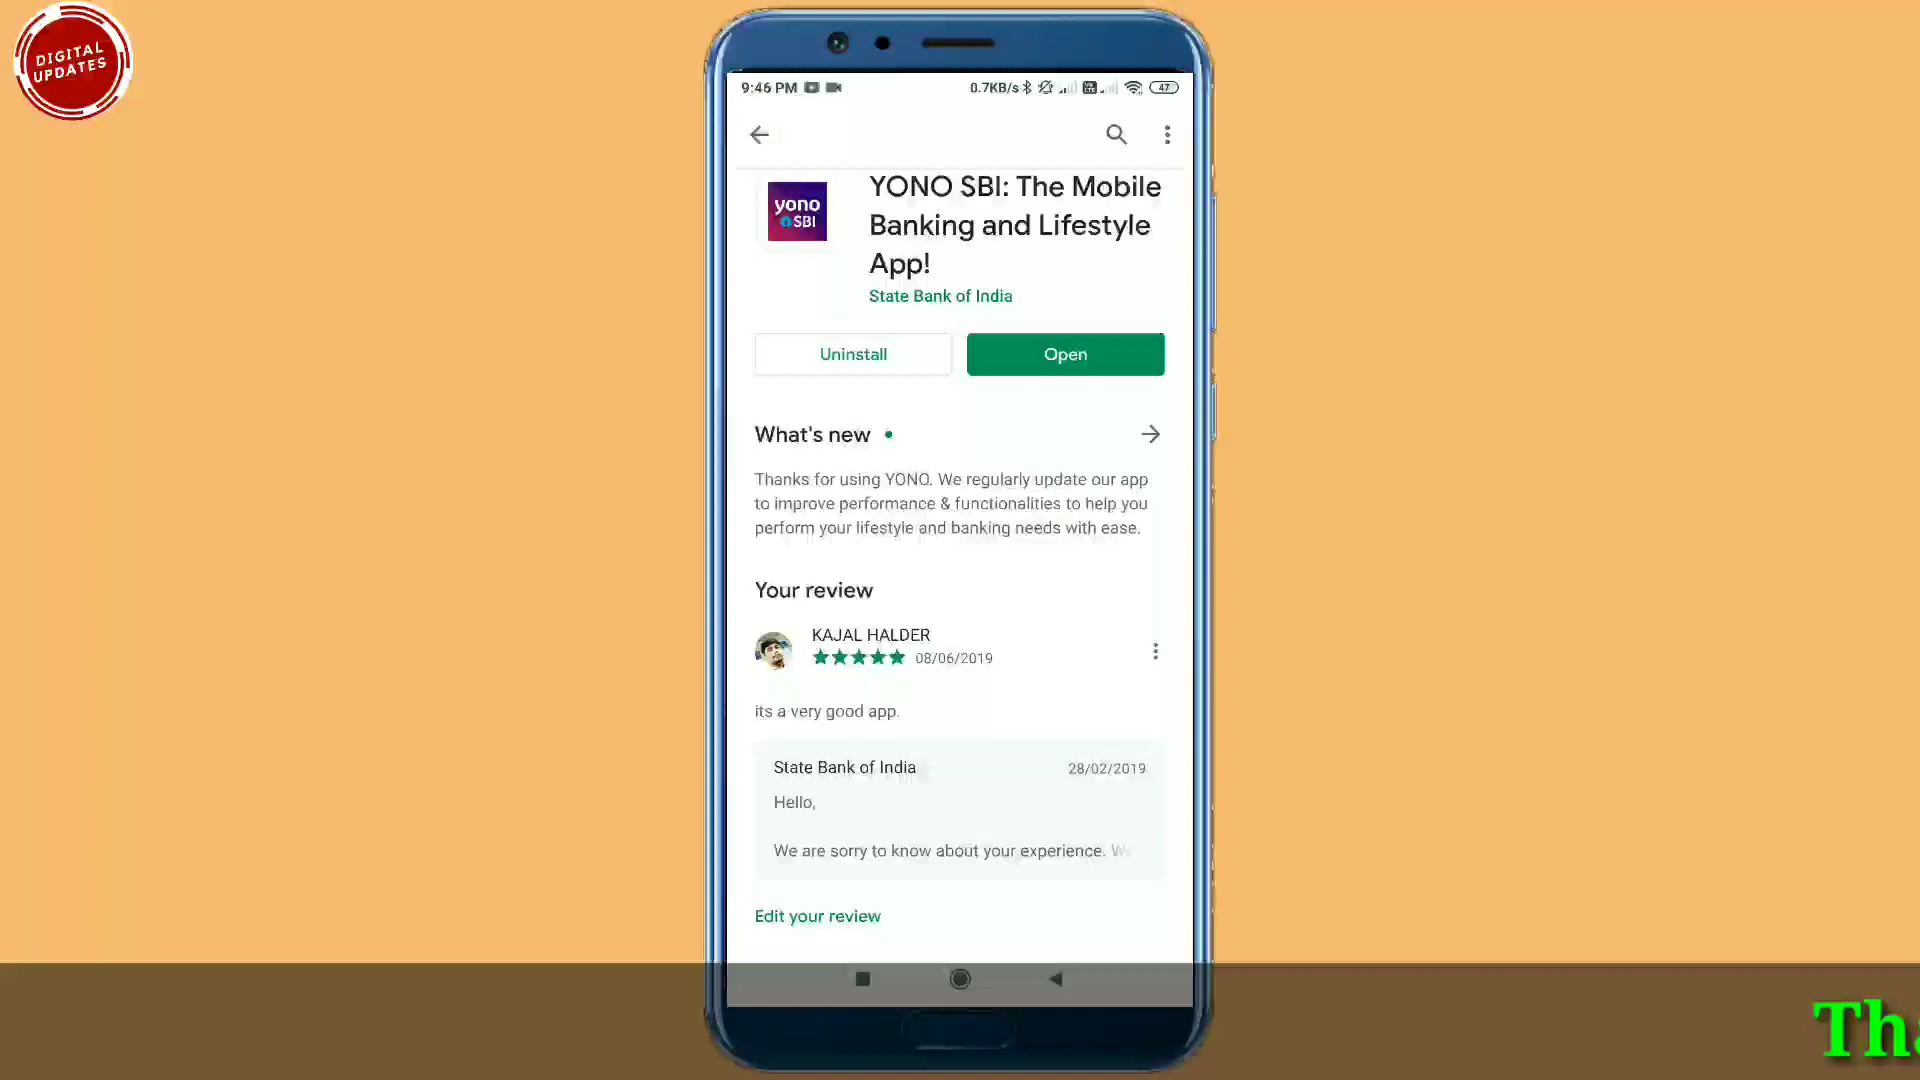 DIGITAL
UPDATES
9:46 PM
0.7KB/s
47
yono
SBI
YONO SBI: The Mobile
Banking and Lifestyle
App!
State Bank of India
Uninstall
Open
What's new
Thanks for using YONO. We regularly update our app
to improve performance & functionalities to help you
perform your lifestyle and banking needs with ease.
Your review
KAJAL HALDER
08/06/2019
its a very good app.
State Bank of India
28/02/2019
Hello,
We are sorry to know about your experience. We
Edit your review